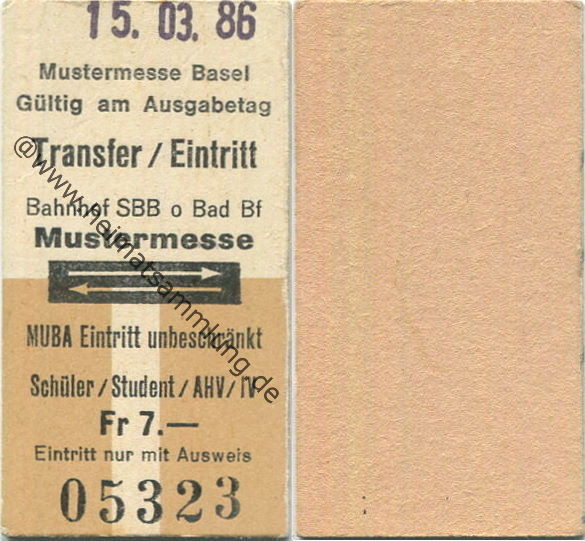 15. 03. 86
Mustermesse Basel
Gültig am Ausgabetag
Transfer / Eintritt
Bahnhof SBB o Bad Bf
Mustermesse
MUBA Eintritt unbeschränkt
Schüler / Student / AHV / IV
Fr 7.—
Eintritt nur mit Ausweis
05323
@www.heimatsammlung.de